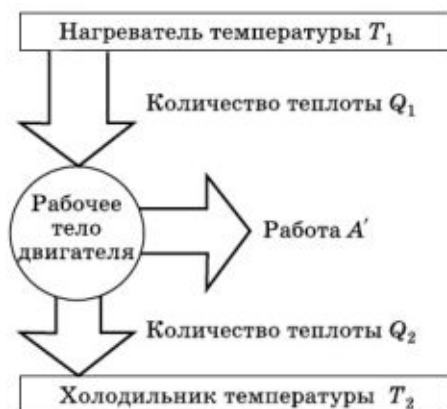 Нагреватель температуры T₁
Количество теплоты Q₁
Рабочее
тело
двигателя
Работа A′
Количество теплоты Q₂
Холодильник температуры T₂